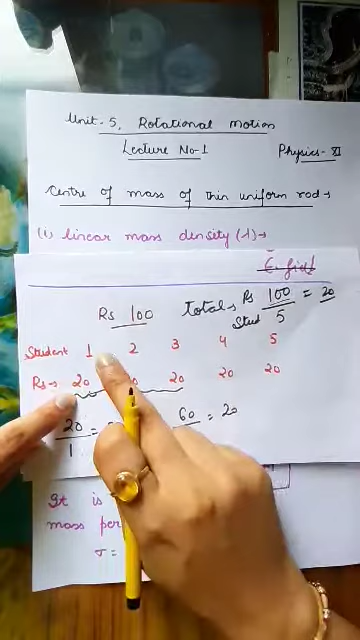 Unit-5, Rotational motion
Lecture No-1
Physics-XI
Centre of mass of thin uniform rod→
(i) linear mass density (λ)→
Rs 100
Total→ Rs 100 = 20
Stud 5
Student 1 2 3 4 5
Rs→ 20 20 20 20
20 = 60 = 20
1
It is
mass per